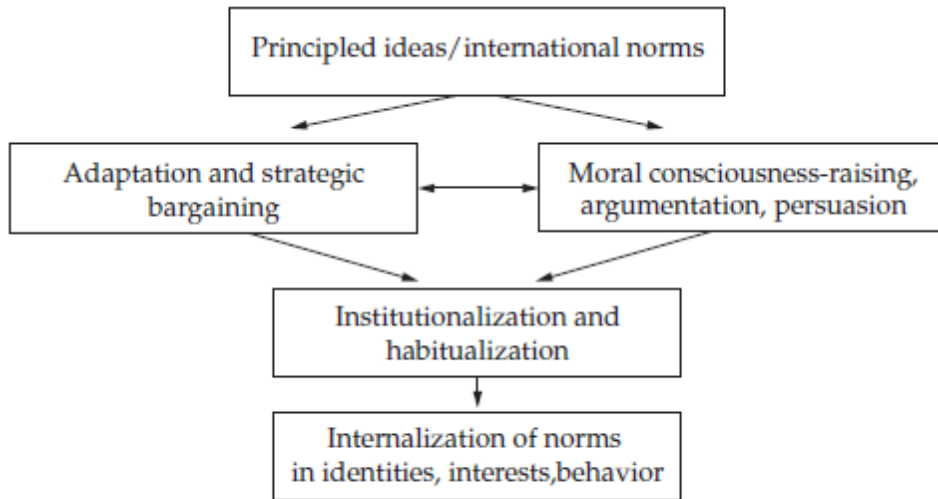 Principled ideas/international norms
Adaptation and strategic
bargaining
Moral consciousness-raising,
argumentation, persuasion
Institutionalization and
habitualization
Internalization of norms
in identities, interests,behavior